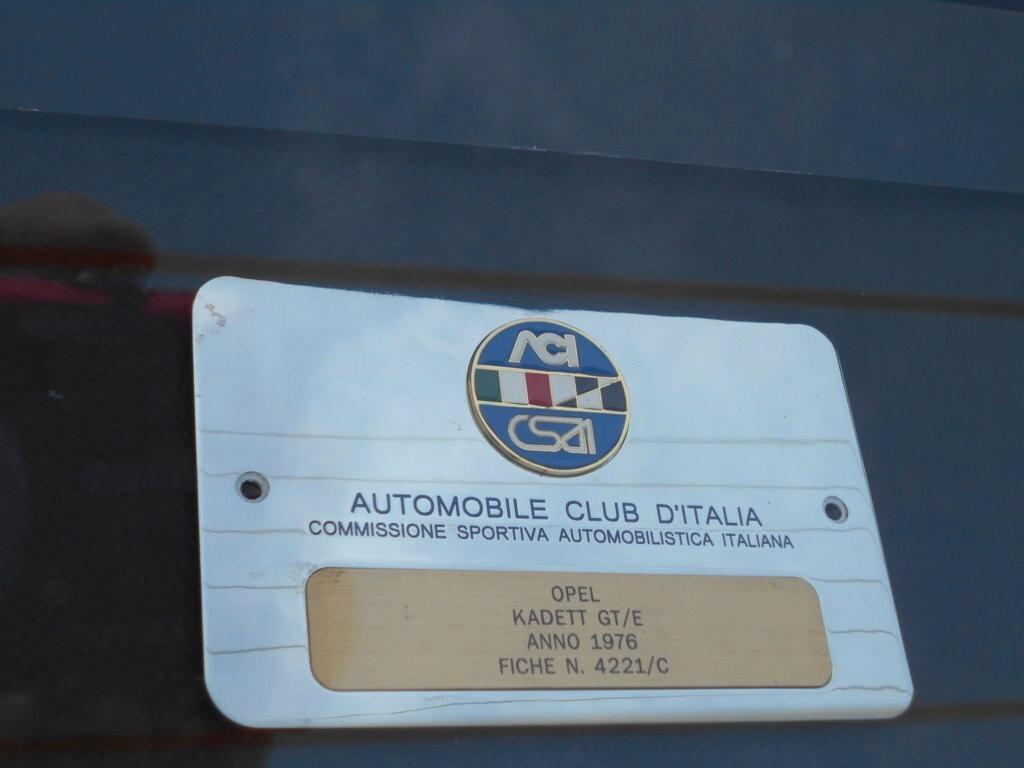 ACI
CSAI
AUTOMOBILE CLUB D'ITALIA
COMMISSIONE SPORTIVA AUTOMOBILISTICA ITALIANA
OPEL
KADETT GT/E
ANNO 1976
FICHE N. 4221/C